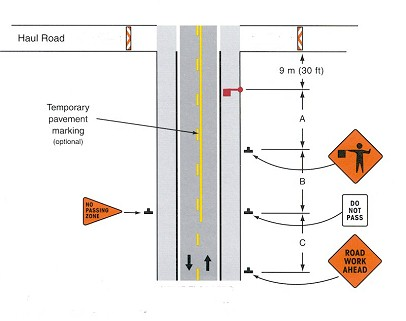 Haul Road
9 m (30 ft)
Temporary
pavement
marking
(optional)
A
B
NO
PASSING
ZONE
DO
NOT
PASS
C
ROAD
WORK
AHEAD